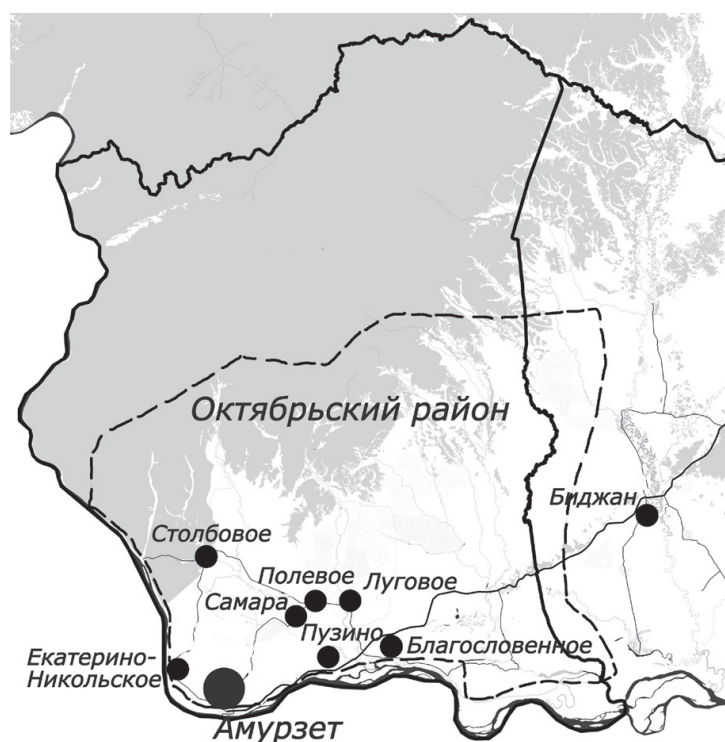 Октябрьский район
Биджан
Столбовое
Полевое
Луговое
Самара
Пузино
Благословенное
Екатерино-
Никольское
Амурзет